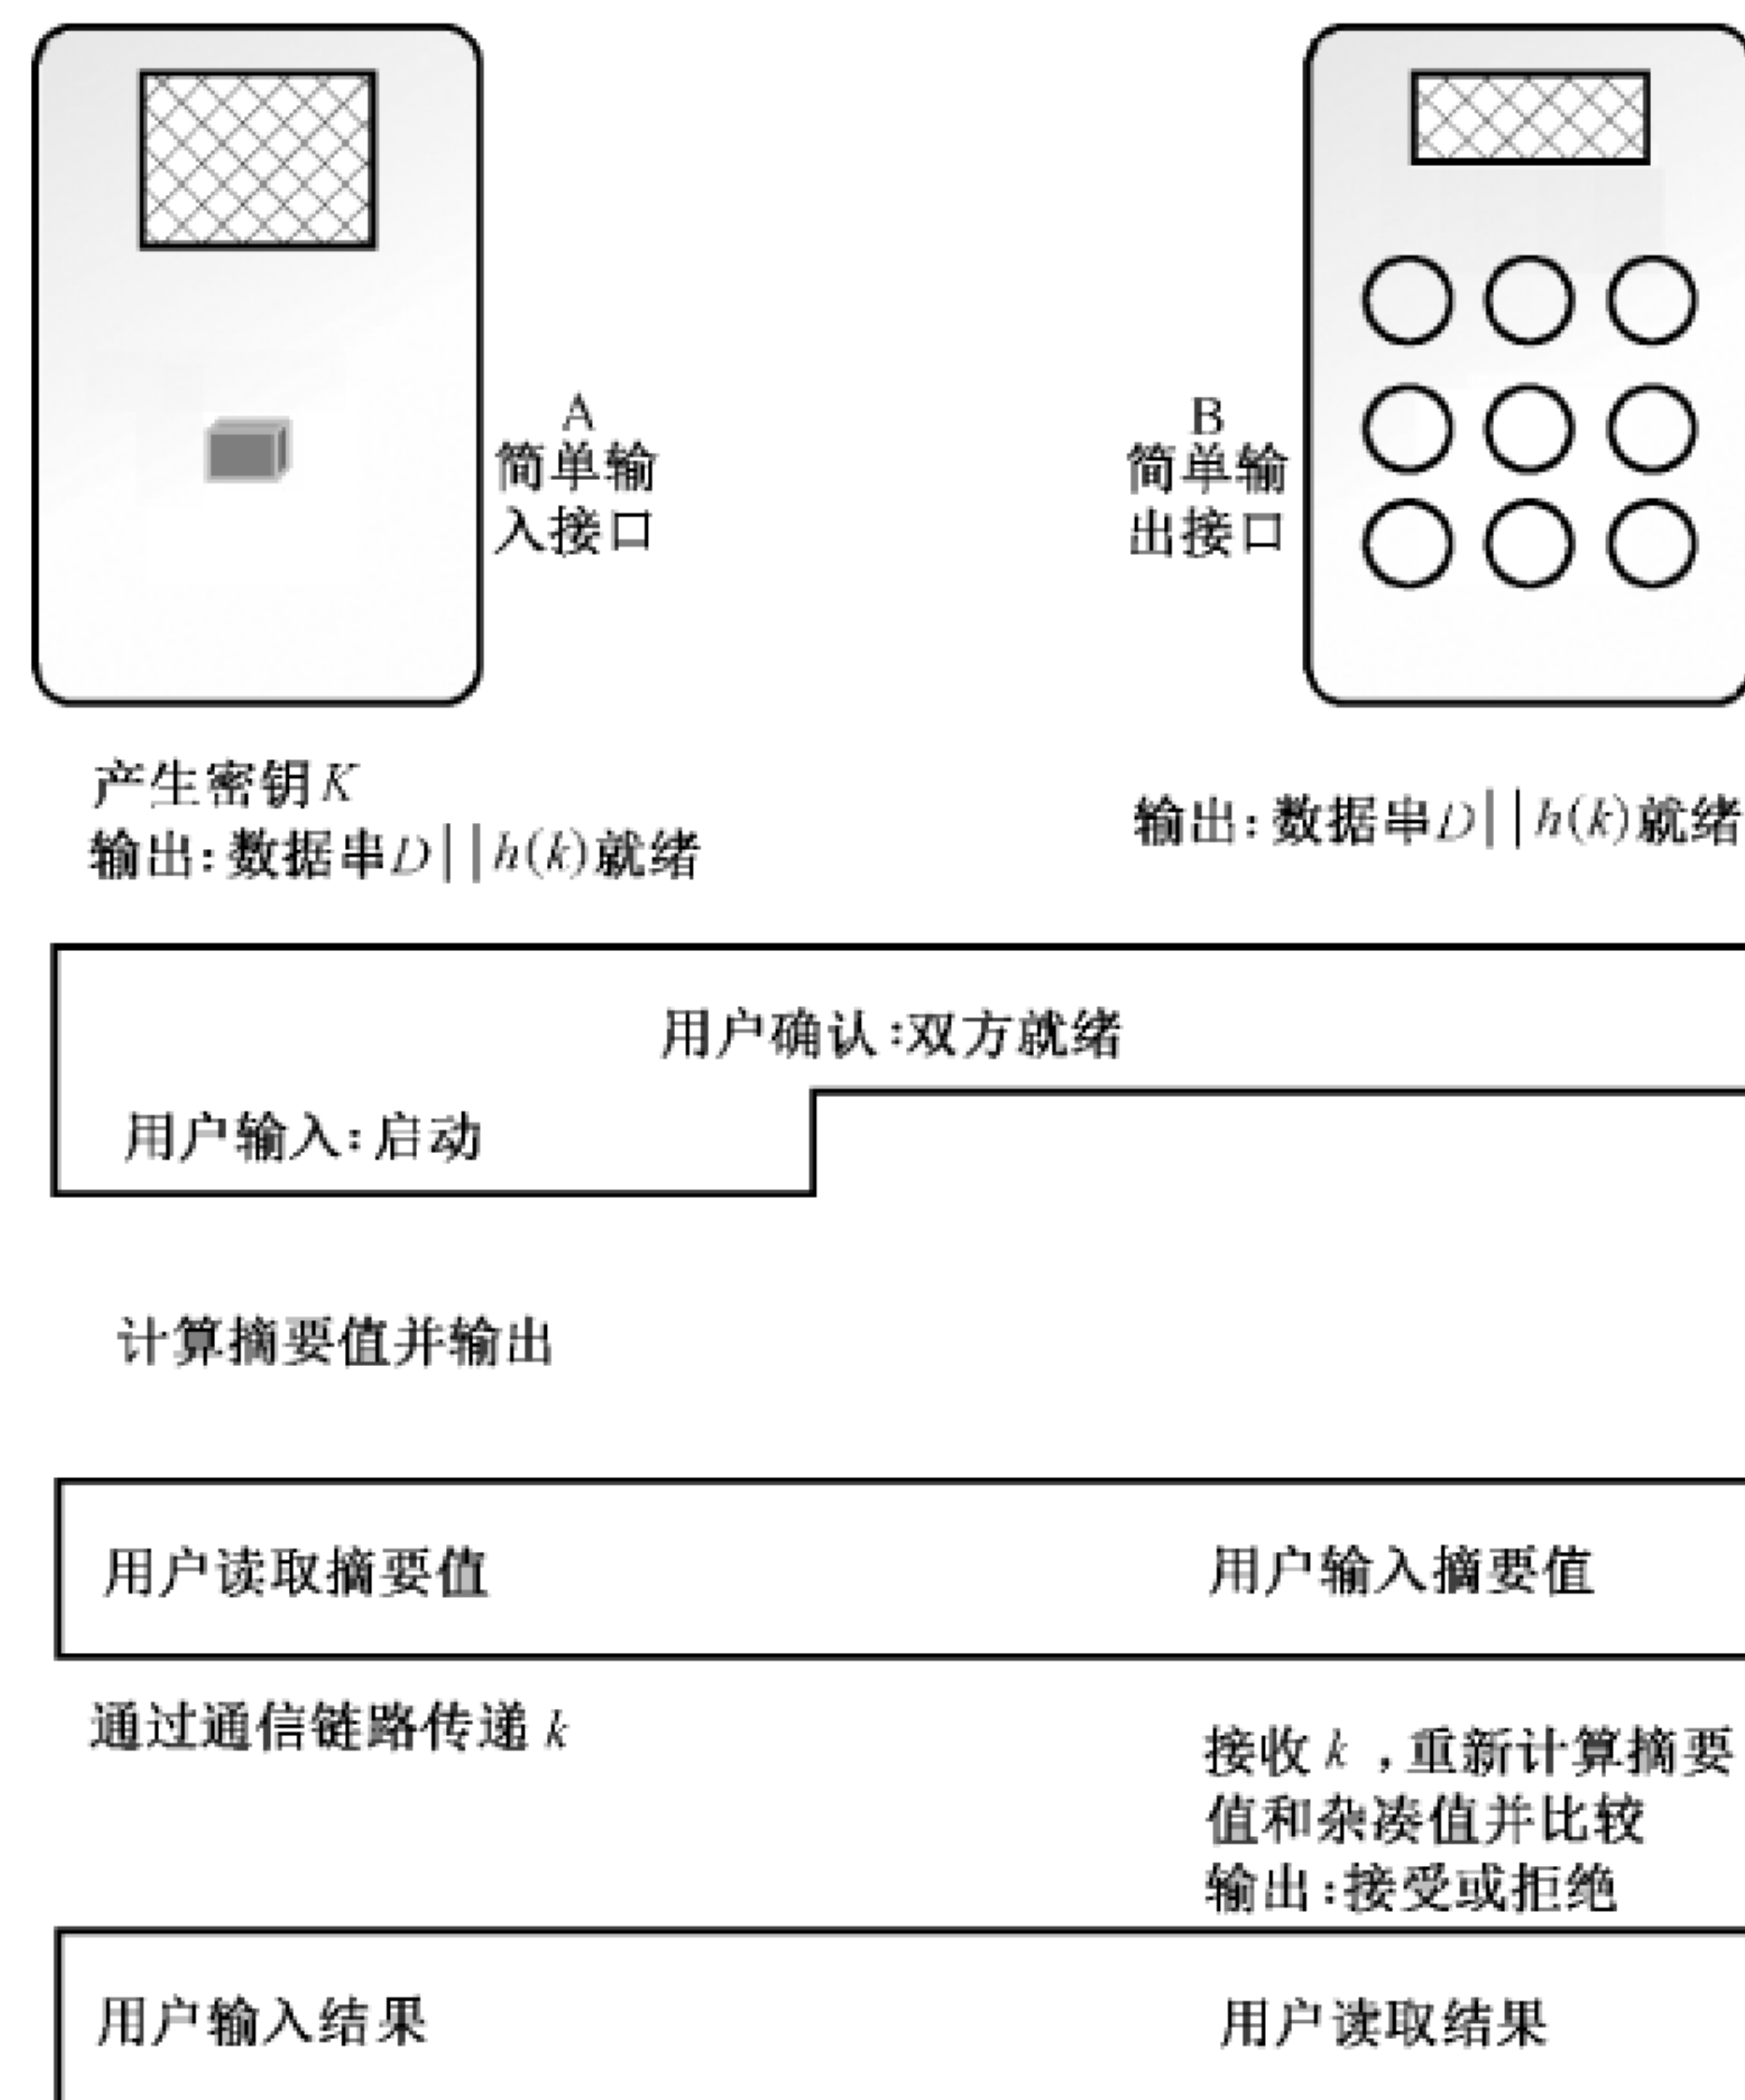 A
简单输
入接口
B
简单输
出接口
产生密钥K
输出:数据串D||h(k)就绪
输出:数据串D||h(k)就绪
用户确认:双方就绪
用户输入:启动
计算摘要值并输出
用户读取摘要值
用户输入摘要值
通过通信链路传递k
接收k,重新计算摘要
值和杂凑值并比较
输出:接受或拒绝
用户输入结果
用户读取结果